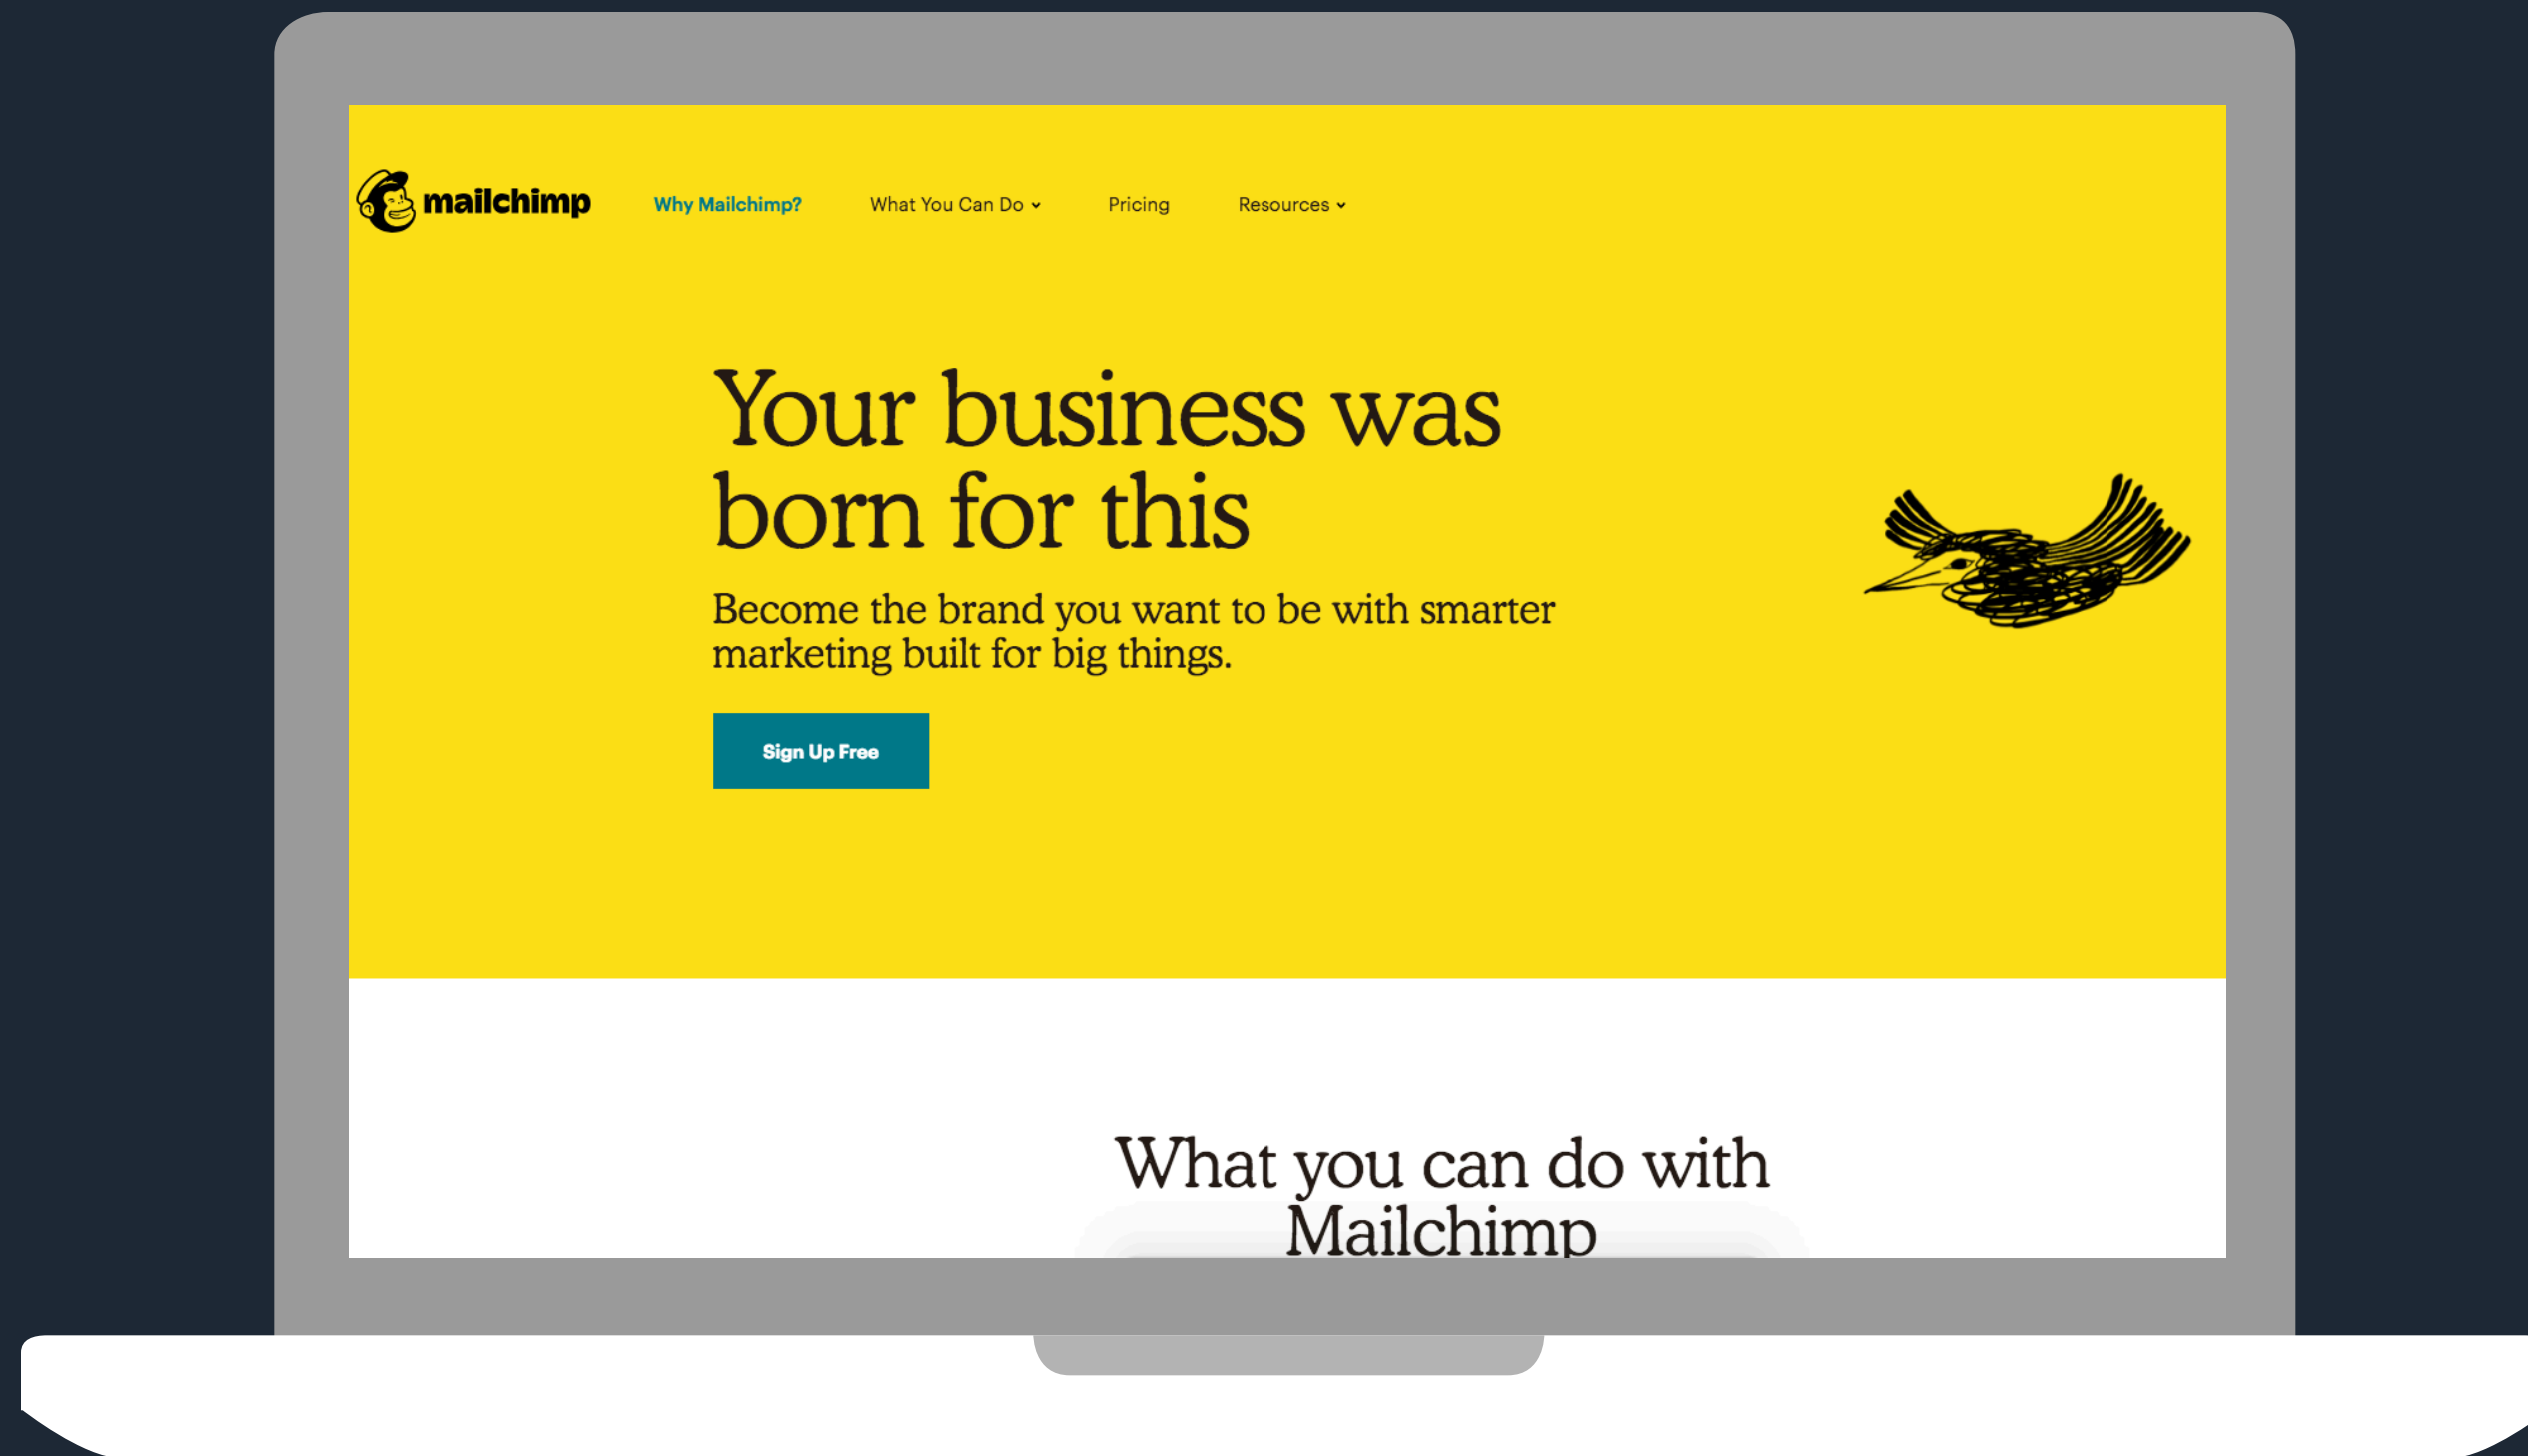 mailchimp
Why Mailchimp?
What You Can Do
Pricing
Resources
Your business was
born for this
Become the brand you want to be with smarter
marketing built for big things.
Sign Up Free
What you can do with
Mailchimp